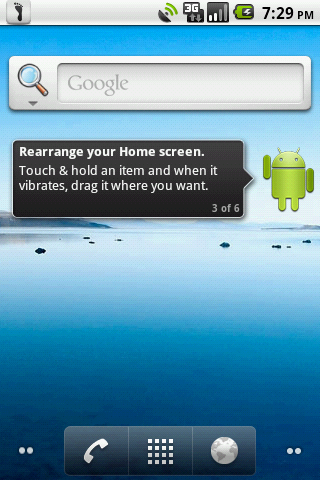 3G
7:29 PM
Google
Rearrange your Home screen.
Touch & hold an item and when it
vibrates, drag it where you want.
3 of 6